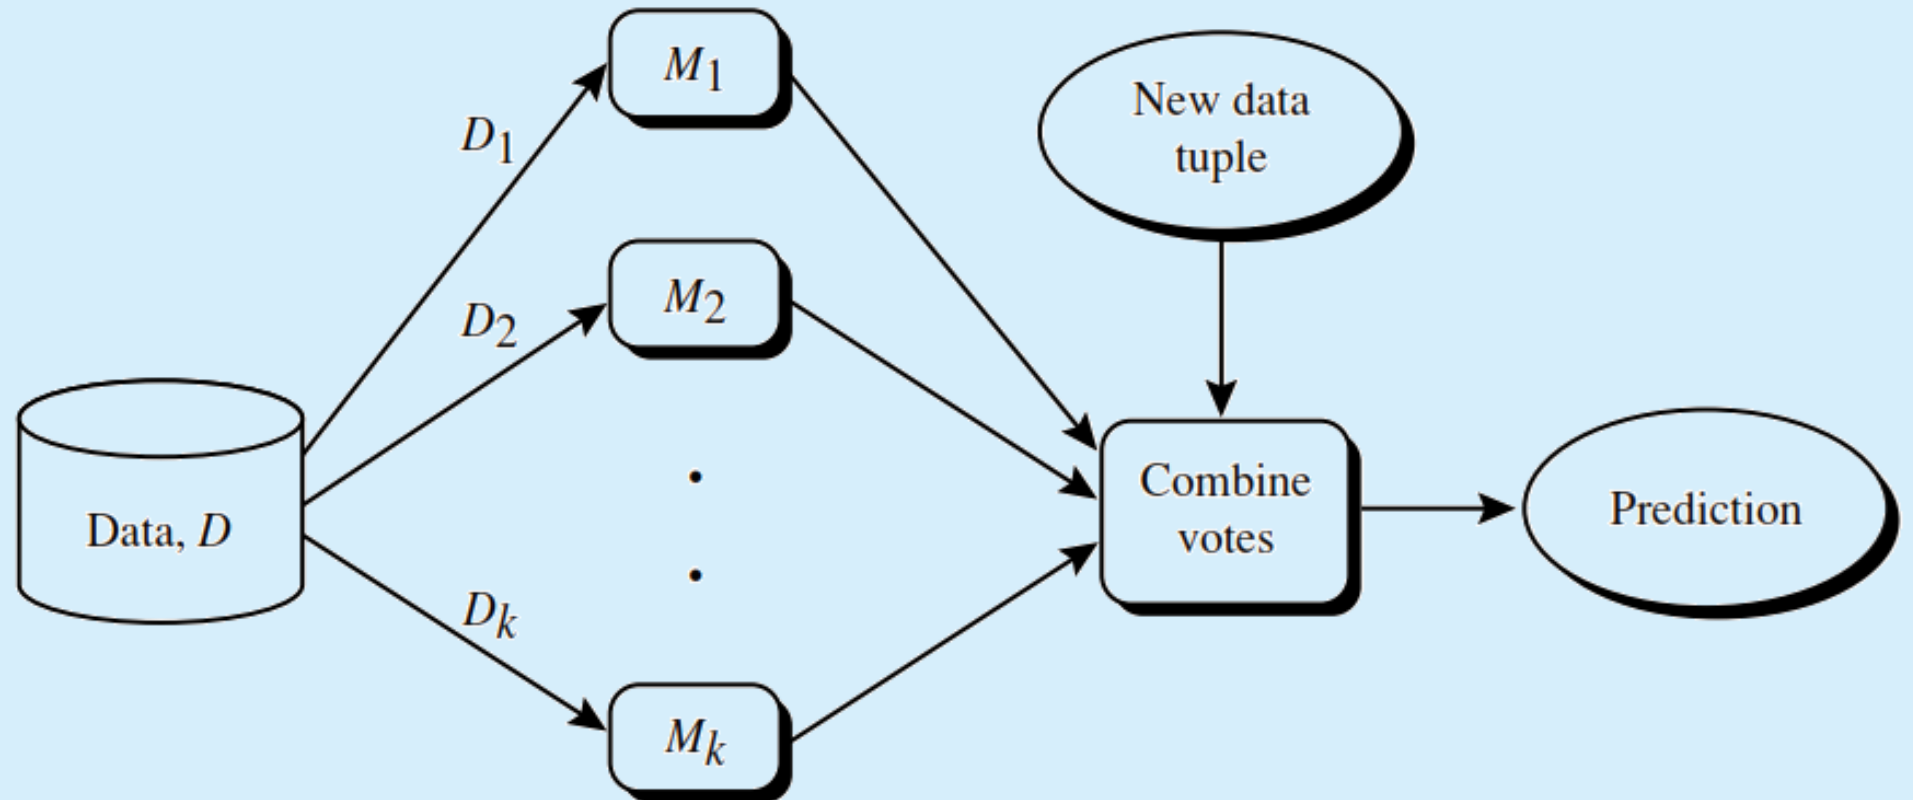 M1
New data
tuple
D1
M2
D2
Data, D
Combine
votes
Prediction
Dk
Mk